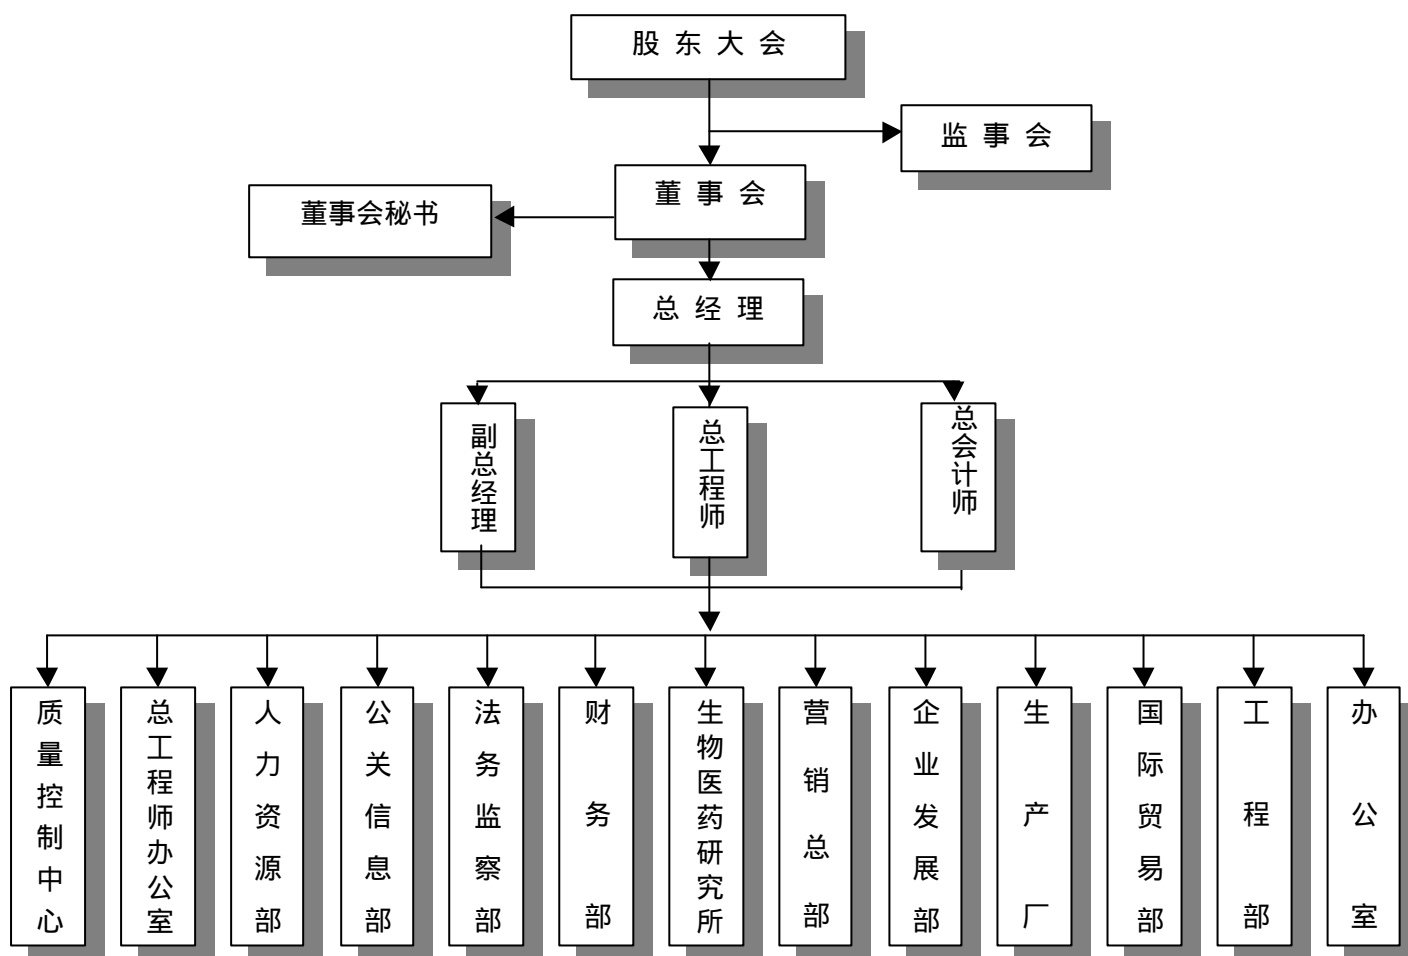 股东大会
监事会
董事会
董事会秘书
总经理
副总经理
总工程师
总会计师
质量控制中心
总工程师办公室
人力资源部
公关信息部
法务监察部
财务部
生物医药研究所
营销总部
企业发展部
生产厂
国际贸易部
工程部
办公室